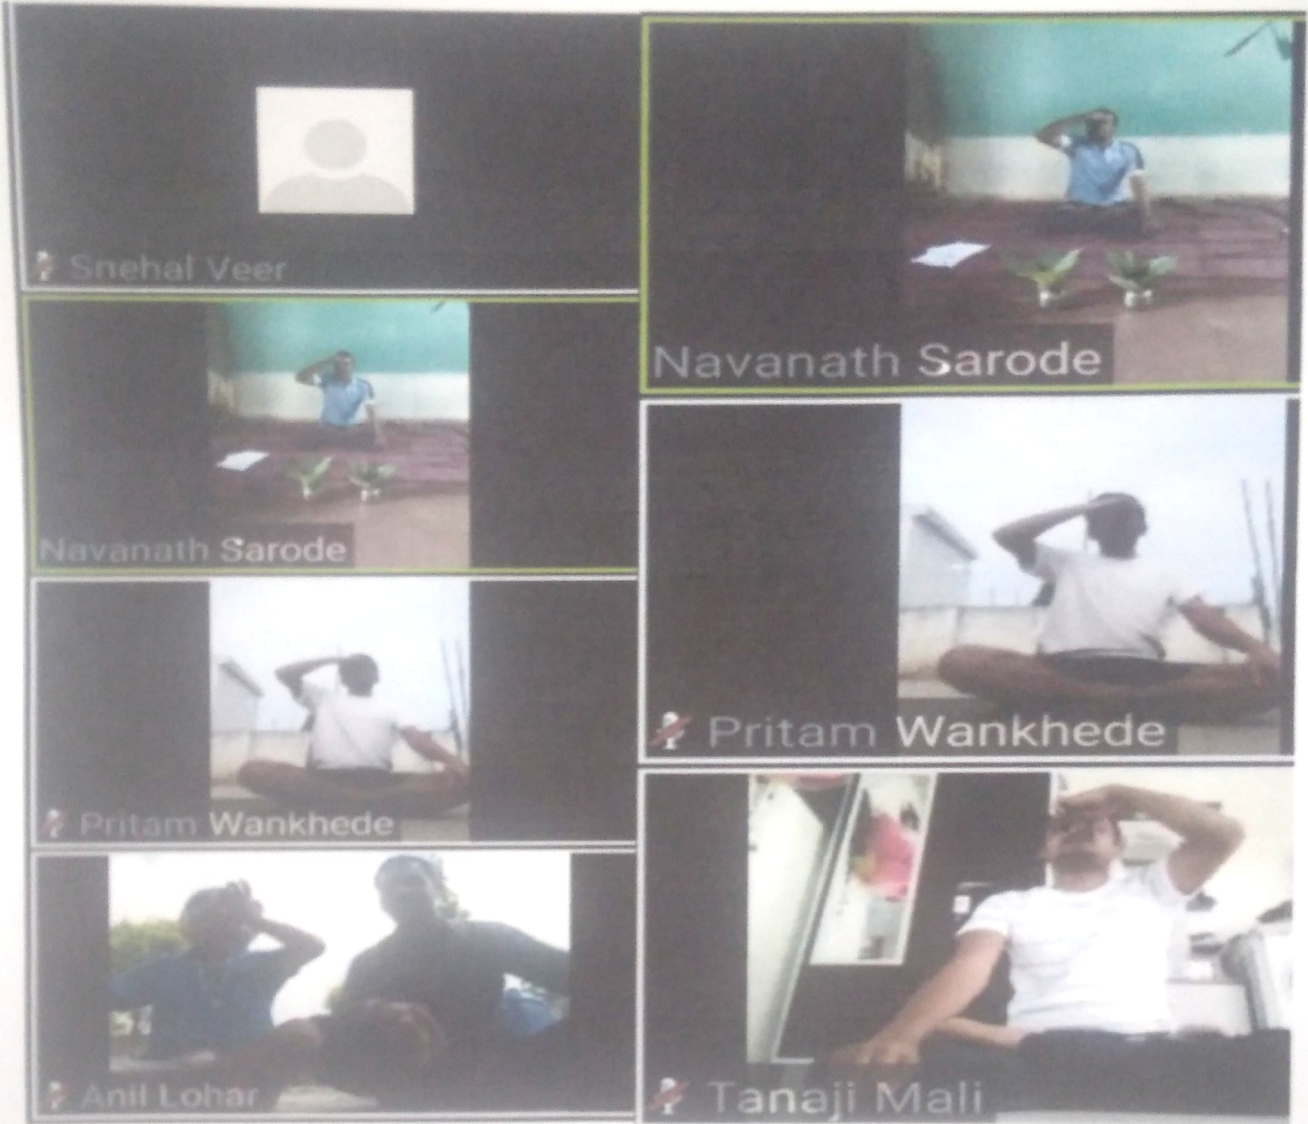 Snehal Veer
Navanath Sarode
Pritam Wankhede
Anil Lohar
Navanath Sarode
Pritam Wankhede
Tanaji Mali